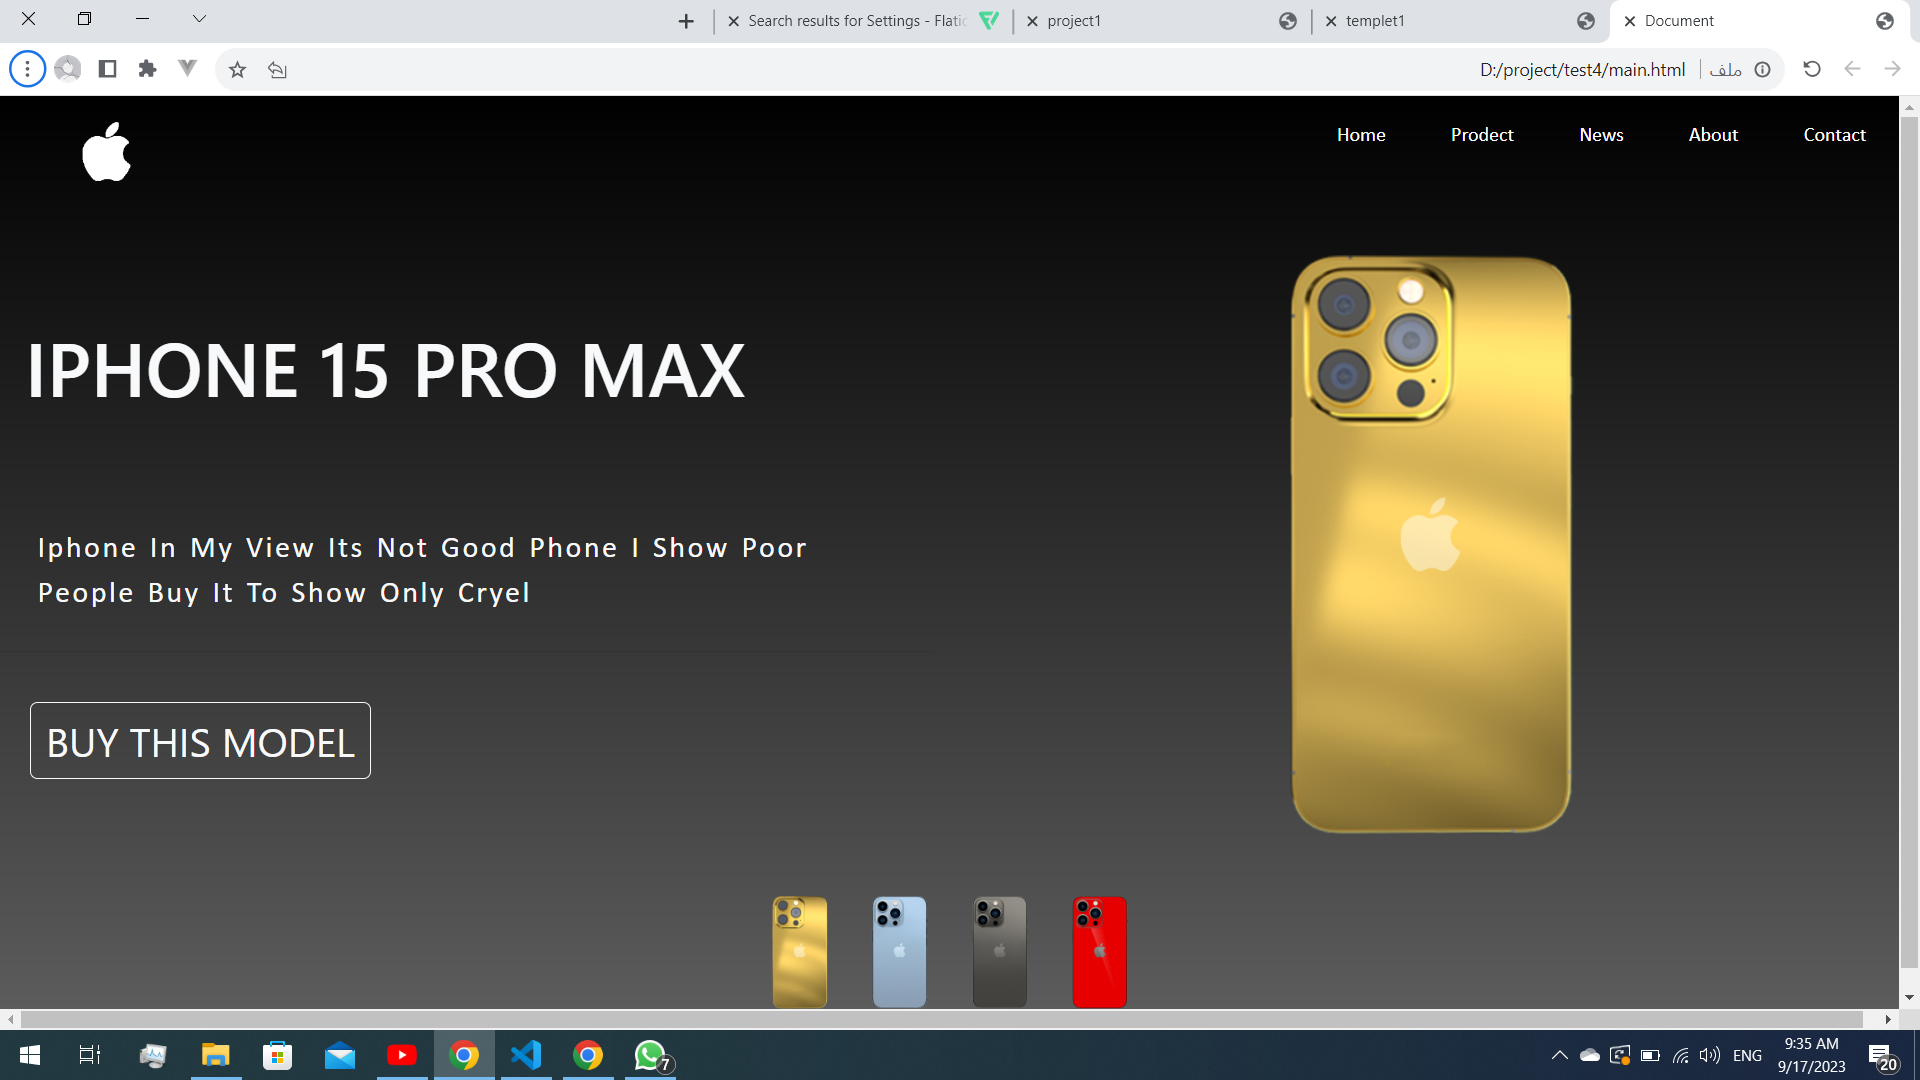 Search results for Settings - Flatic
project1
templet1
Document
D:/project/test4/main.html
ملف
Home
Prodect
News
About
Contact
IPHONE 15 PRO MAX
Iphone In My View Its Not Good Phone I Show Poor
People Buy It To Show Only Cryel
BUY THIS MODEL
7
ENG
9:35 AM
9/17/2023
20